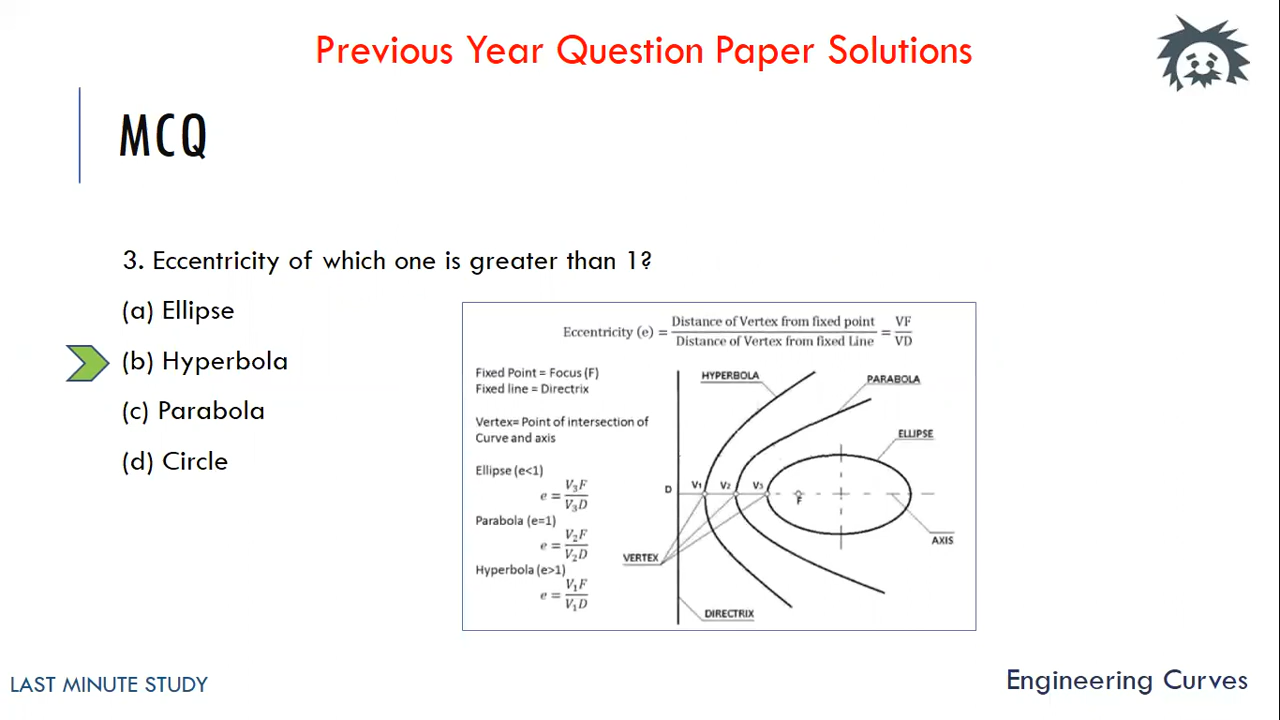 Previous Year Question Paper Solutions
MCQ
3. Eccentricity of which one is greater than 1?
(a) Ellipse
(b) Hyperbola
(c) Parabola
(d) Circle
Eccentricity (e) = Distance of Vertex from fixed point / Distance of Vertex from fixed Line = VF / VD
Fixed Point = Focus (F)
Fixed line = Directrix
Vertex= Point of intersection of
Curve and axis
Ellipse (e<1)
e = V₃F / V₃D
Parabola (e=1)
e = V₂F / V₂D
Hyperbola (e>1)
e = V₁F / V₁D
HYPERBOLA
PARABOLA
ELLIPSE
D
V₁
V₂
V₃
F
AXIS
VERTEX
DIRECTRIX
LAST MINUTE STUDY
Engineering Curves